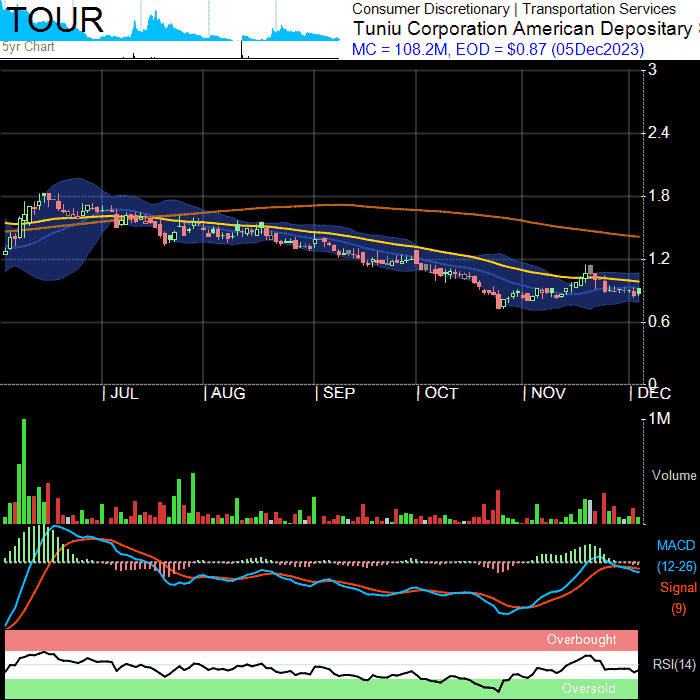 TOUR
5yr Chart
Consumer Discretionary | Transportation Services
Tuniu Corporation American Depositary
MC = 108.2M, EOD = $0.87 (05Dec2023)
3
2.4
1.8
1.2
0.6
0
| JUL | AUG | SEP | OCT | NOV | DEC
1M
Volume
MACD
(12-26)
Signal
(9)
Overbought
RSI(14)
Oversold